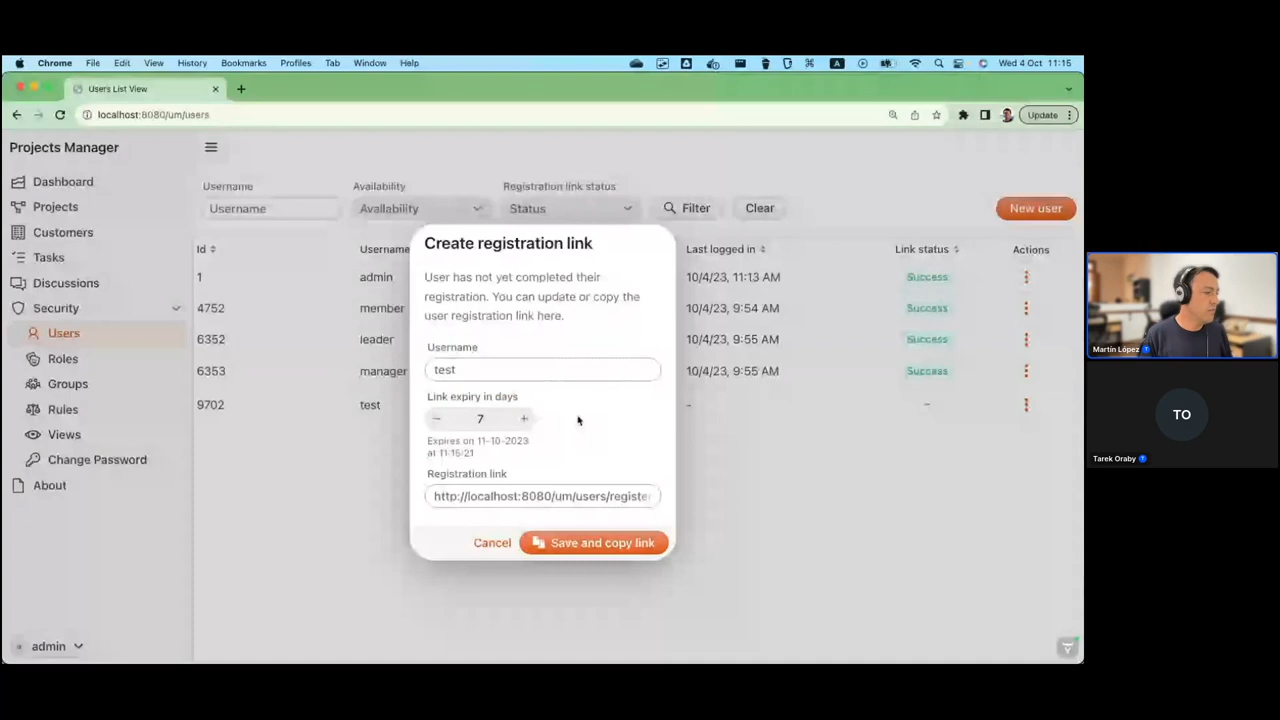 Chrome File Edit View History Bookmarks Profiles Tab Window Help A Wed 4 Oct 11:15
Users List View
localhost:8080/um/users
Update
Projects Manager
Dashboard
Projects
Customers
Tasks
Discussions
Security
Users
Roles
Groups
Rules
Views
Change Password
About
admin
Username Availability Registration link status
Username Availability Status Filter Clear New user
Id Username Last logged in Link status Actions
1 admin 10/4/23, 11:13 AM Success
4752 member 10/4/23, 9:54 AM Success
6352 leader 10/4/23, 9:55 AM Success
6353 manager 10/4/23, 9:55 AM Success
9702 test - -
Create registration link
User has not yet completed their
registration. You can update or copy the
user registration link here.
Username
test
Link expiry in days
- 7 +
Expires on 11-10-2023
at 11:15:21
Registration link
http://localhost:8080/um/users/registe
Cancel Save and copy link
Martín López
TO
Tarek Oraby